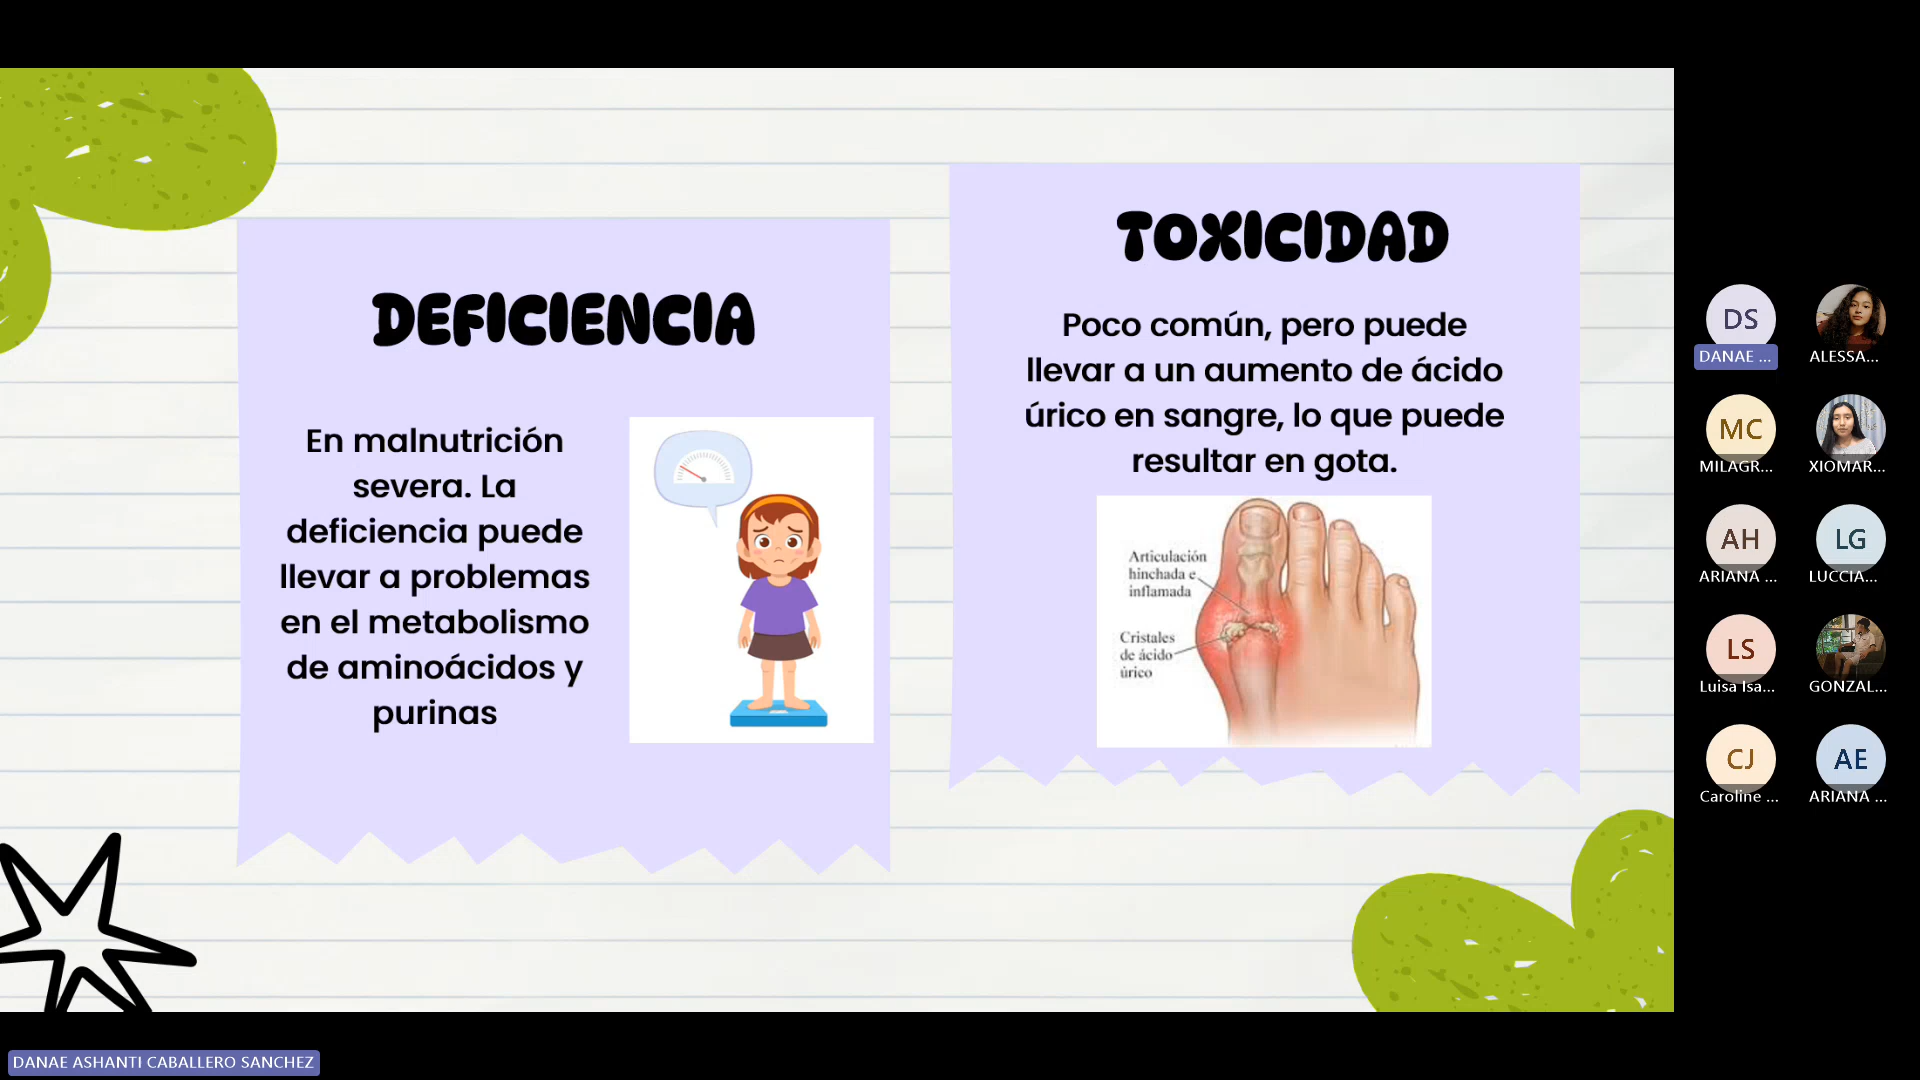 DEFICIENCIA
En malnutrición
severa. La
deficiencia puede
llevar a problemas
en el metabolismo
de aminoácidos y
purinas
TOXICIDAD
Poco común, pero puede
llevar a un aumento de ácido
úrico en sangre, lo que puede
resultar en gota.
Articulación
hinchada e
inflamada
Cristales
de ácido
úrico
DS
DANAE ...
ALESSA...
MC
MILAGR...
XIOMAR...
AH
ARIANA ...
LG
LUCCIA...
LS
Luisa Isa...
GONZAL...
CJ
Caroline ...
AE
ARIANA ...
DANAE ASHANTI CABALLERO SANCHEZ